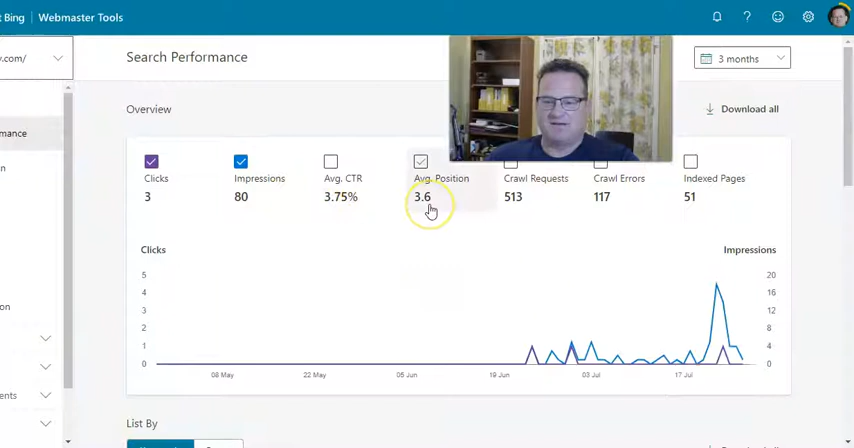 t Bing Webmaster Tools
y.com/
Search Performance
3 months
Overview
Download all
rmance
Clicks
Impressions
Avg. CTR
Avg. Position
Crawl Requests
Crawl Errors
Indexed Pages
3
80
3.75%
3.6
513
117
51
on
Clicks
Impressions
5
20
4
16
3
12
2
8
1
4
0
0
08 May
22 May
05 Jun
19 Jun
03 Jul
17 Jul
on
ents
List By